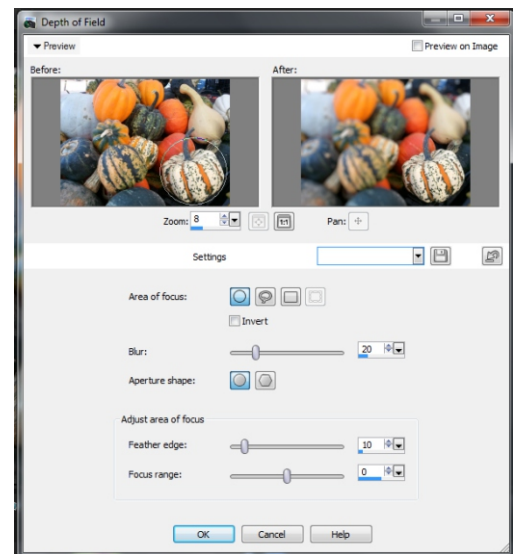 Depth of Field
Preview
Preview on Image
Before:
After:
Zoom: 8
1:1
Pan:
Settings
Area of focus:
Invert
Blur: 20
Aperture shape:
Adjust area of focus
Feather edge: 10
Focus range: 0
OK Cancel Help